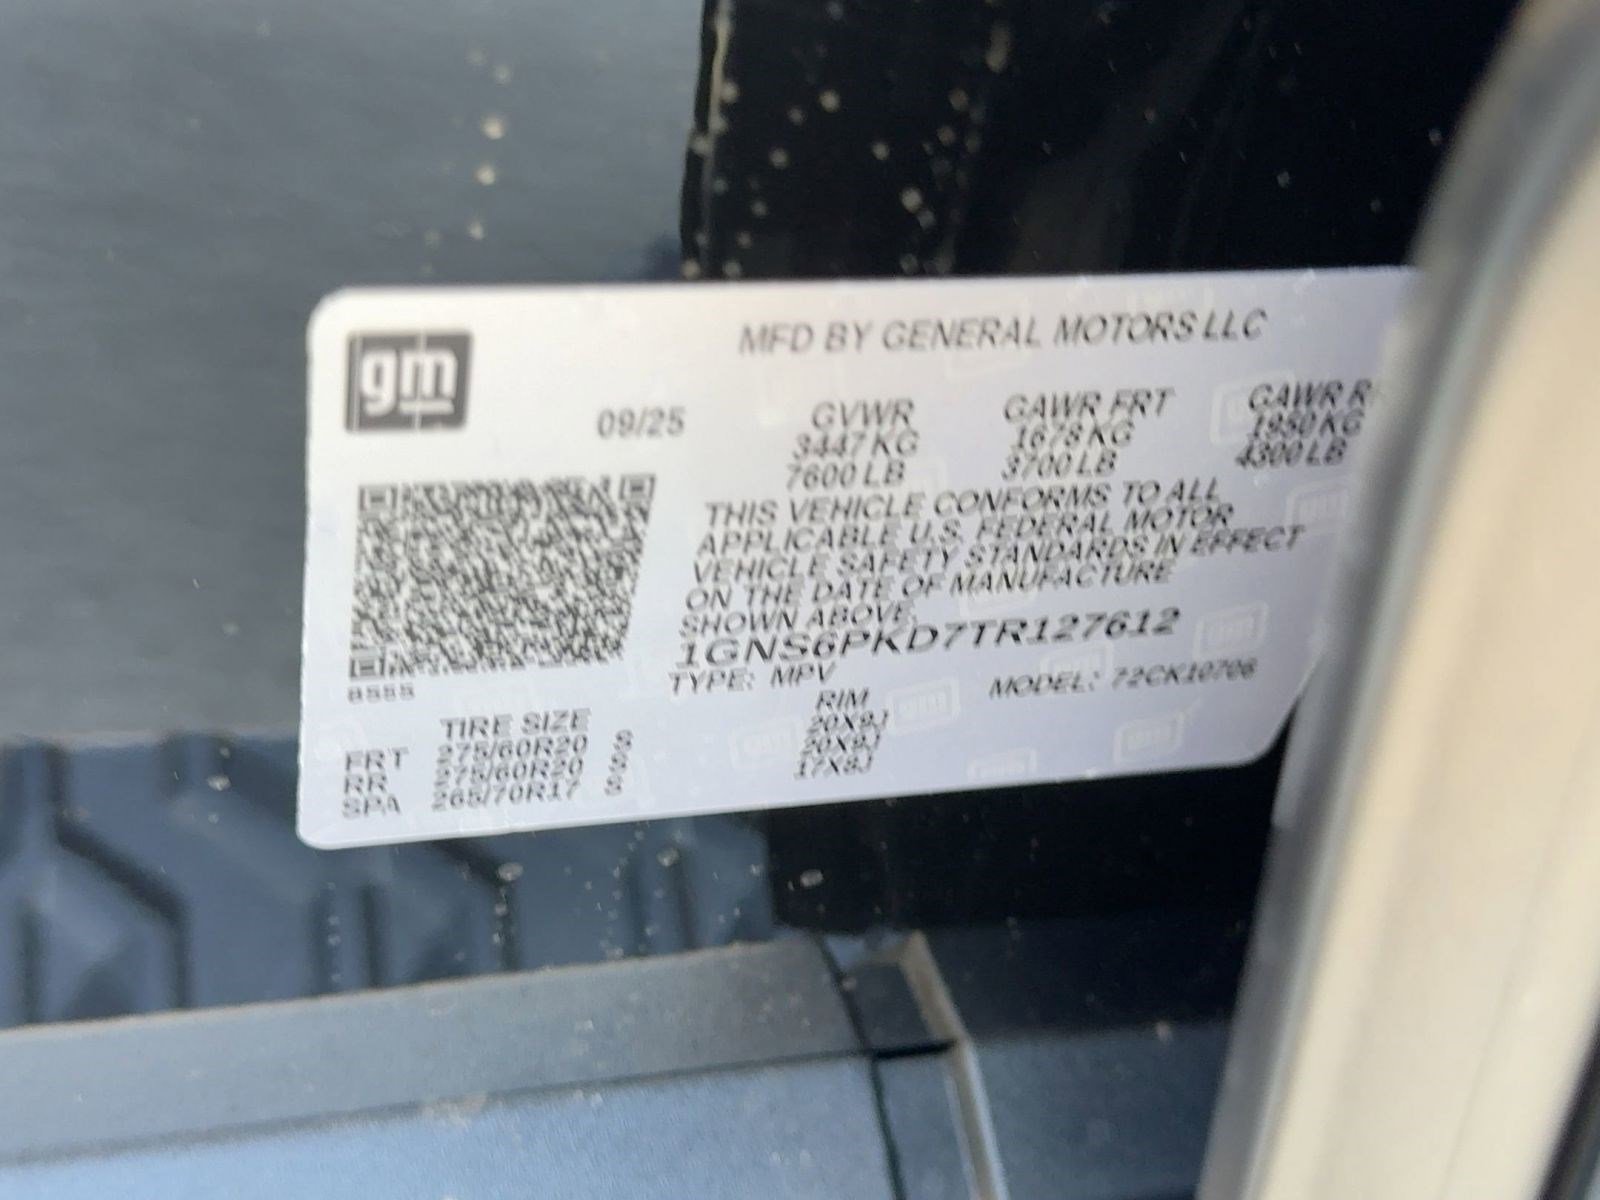 gm
MFD BY GENERAL MOTORS LLC
09/25
GVWR GAWR FRT GAWR R
3447 KG 1678 KG 1950 KG
7600 LB 3700 LB 4300 LB
THIS VEHICLE CONFORMS TO ALL
APPLICABLE U.S. FEDERAL MOTOR
VEHICLE SAFETY STANDARDS IN EFFECT
ON THE DATE OF MANUFACTURE
SHOWN ABOVE.
1GNS6PKD7TR127612
8555
TYPE: MPV MODEL: 72CK10706
TIRE SIZE RIM
FRT 275/60R20 S 20X9J
RR 275/60R20 S 20X9J
SPA 265/70R17 S 17X8J